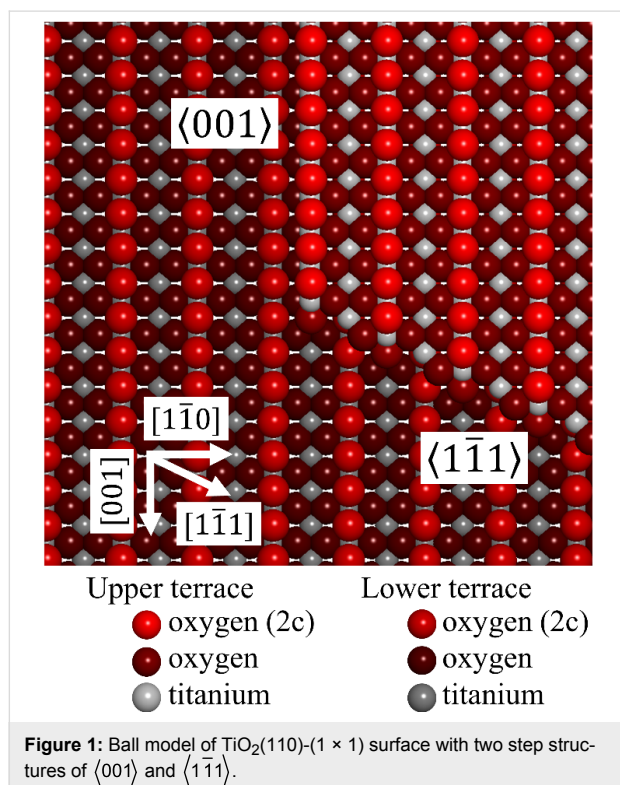 ⟨001⟩
[11̄0]
[001]
⟨11̄1⟩
[11̄1]
Upper terrace Lower terrace
oxygen (2c) oxygen (2c)
oxygen oxygen
titanium titanium
Figure 1: Ball model of TiO2(110)-(1 × 1) surface with two step struc-
tures of ⟨001⟩ and ⟨11̄1⟩.